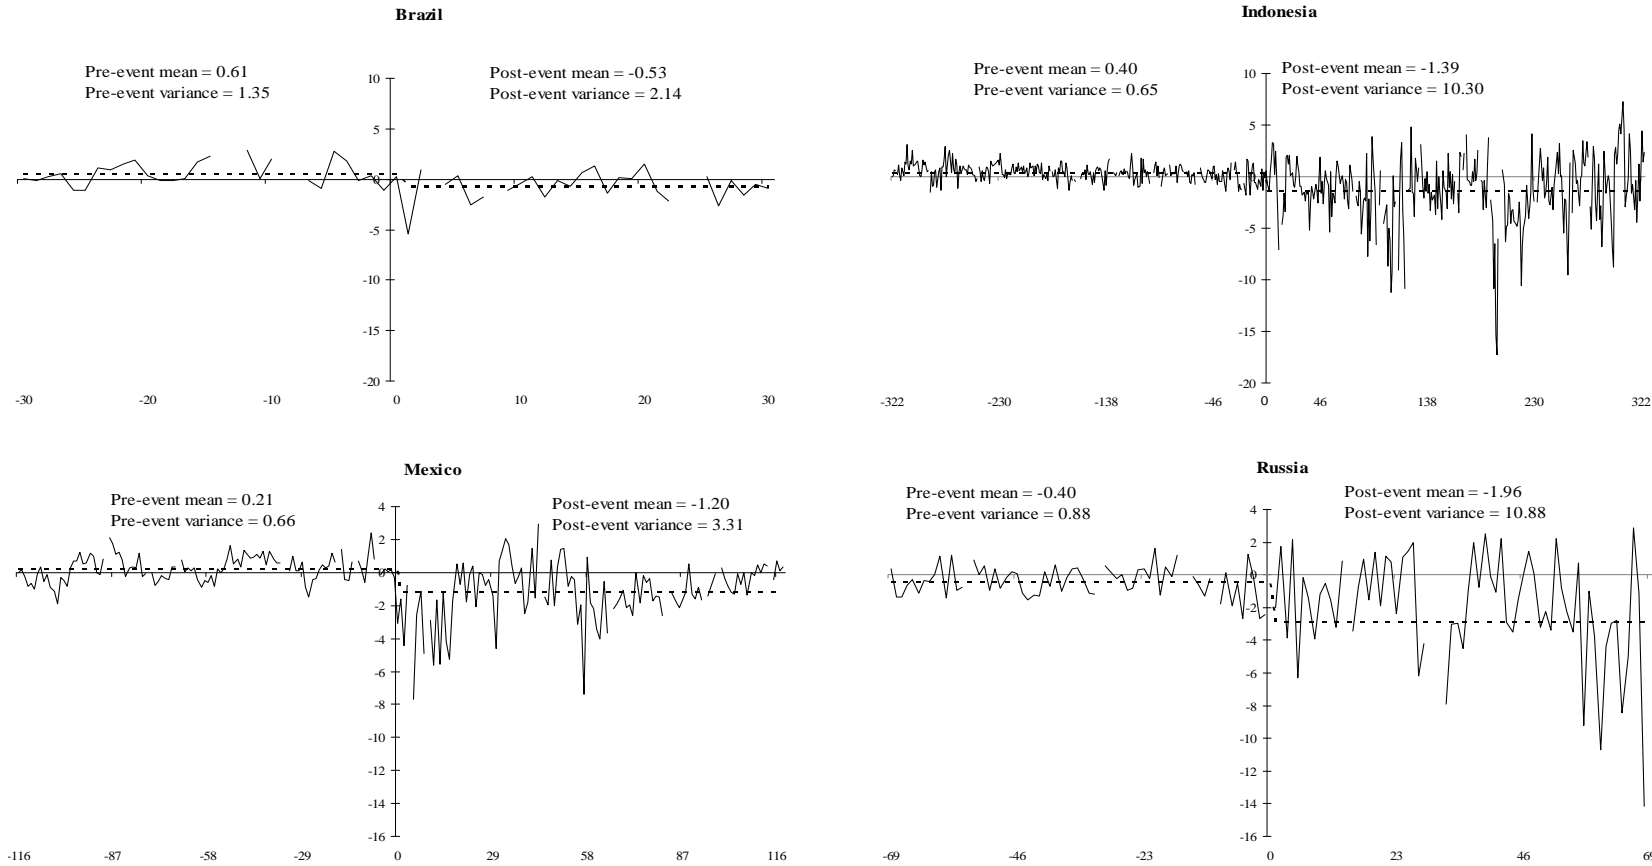 Brazil
Pre-event mean = 0.61
Pre-event variance = 1.35
Post-event mean = -0.53
Post-event variance = 2.14
10
5
0
-5
-10
-15
-20
-30 -20 -10 0 10 20 30
Indonesia
Pre-event mean = 0.40
Pre-event variance = 0.65
Post-event mean = -1.39
Post-event variance = 10.30
10
5
0
-5
-10
-15
-20
-322 -230 -138 -46 0 46 138 230 322
Mexico
Pre-event mean = 0.21
Pre-event variance = 0.66
Post-event mean = -1.20
Post-event variance = 3.31
4
2
0
-2
-4
-6
-8
-10
-12
-14
-16
-116 -87 -58 -29 0 29 58 87 116
Russia
Pre-event mean = -0.40
Pre-event variance = 0.88
Post-event mean = -1.96
Post-event variance = 10.88
4
2
0
-2
-4
-6
-8
-10
-12
-14
-16
-69 -46 -23 0 23 46 69